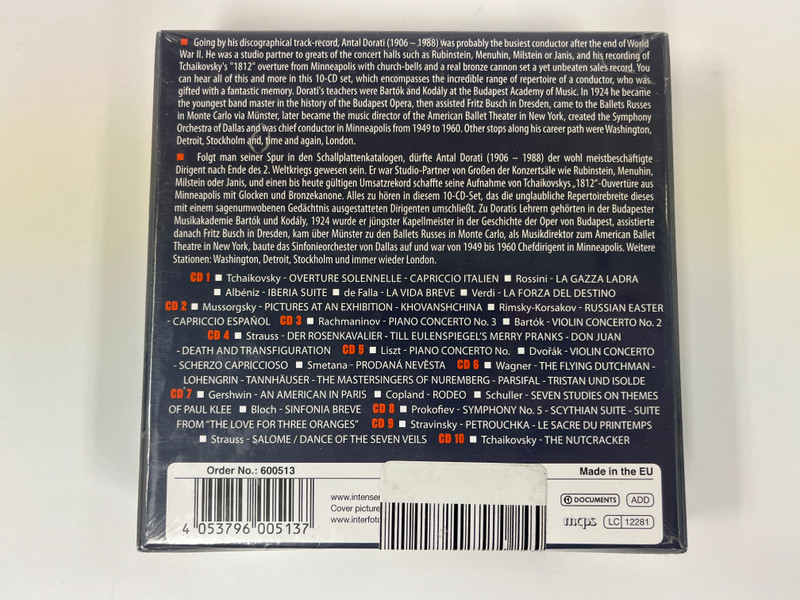 ■ Going by his discographical track-record, Antal Dorati (1906 – 1988) was probably the busiest conductor after the end of World
War II. He was a studio partner to greats of the concert halls such as Rubinstein, Menuhin, Milstein or Janis, and his recording of
Tchaikovsky's "1812" overture from Minneapolis with church-bells and a real bronze cannon set a yet unbeaten sales record. You
can hear all of this and more in this 10-CD set, which encompasses the incredible range of repertoire of a conductor, who was
gifted with a fantastic memory. Dorati's teachers were Bartók and Kodály at the Budapest Academy of Music. In 1924 he became
the youngest band master in the history of the Budapest Opera, then assisted Fritz Busch in Dresden, came to the Ballets Russes
in Monte Carlo via Münster, later became the music director of the American Ballet Theater in New York, created the Symphony
Orchestra of Dallas and was chief conductor in Minneapolis from 1949 to 1960. Other stops along his career path were Washington,
Detroit, Stockholm and, time and again, London.
■ Folgt man seiner Spur in den Schallplattenkatalogen, dürfte Antal Dorati (1906 – 1988) der wohl meistbeschäftigte
Dirigent nach Ende des 2. Weltkriegs gewesen sein. Er war Studio-Partner von Großen der Konzertsäle wie Rubinstein, Menuhin,
Milstein oder Janis, und einen bis heute gültigen Umsatzrekord schaffte seine Aufnahme von Tchaikovskys „1812"-Ouvertüre aus
Minneapolis mit Glocken und Bronzekanone. Alles zu hören in diesem 10-CD-Set, das die unglaubliche Repertoirebreite dieses
mit einem sagenumwobenen Gedächtnis ausgestatteten Dirigenten umschließt. Zu Doratis Lehrern gehörten in der Budapester
Musikakademie Bartók und Kodály, 1924 wurde er jüngster Kapellmeister in der Geschichte der Oper von Budapest, assistierte
danach Fritz Busch in Dresden, kam über Münster zu den Ballets Russes in Monte Carlo, als Musikdirektor zum American Ballet
Theatre in New York, baute das Sinfonieorchester von Dallas auf und war von 1949 bis 1960 Chefdirigent in Minneapolis. Weitere
Stationen: Washington, Detroit, Stockholm und immer wieder London.
CD 1 ■ Tchaikovsky - OVERTURE SOLENNELLE - CAPRICCIO ITALIEN ■ Rossini - LA GAZZA LADRA
■ Albéniz - IBERIA SUITE ■ de Falla - LA VIDA BREVE ■ Verdi - LA FORZA DEL DESTINO
CD 2 ■ Mussorgsky - PICTURES AT AN EXHIBITION - KHOVANSHCHINA ■ Rimsky-Korsakov - RUSSIAN EASTER
- CAPRICCIO ESPAÑOL CD 3 ■ Rachmaninov - PIANO CONCERTO No. 3 ■ Bartók - VIOLIN CONCERTO No. 2
CD 4 ■ Strauss - DER ROSENKAVALIER - TILL EULENSPIEGEL'S MERRY PRANKS - DON JUAN
- DEATH AND TRANSFIGURATION CD 5 ■ Liszt - PIANO CONCERTO No. ■ Dvořák - VIOLIN CONCERTO
- SCHERZO CAPRICCIOSO ■ Smetana - PRODANÁ NEVĚSTA CD 6 ■ Wagner - THE FLYING DUTCHMAN -
LOHENGRIN - TANNHÄUSER - THE MASTERSINGERS OF NUREMBERG - PARSIFAL - TRISTAN UND ISOLDE
CD 7 ■ Gershwin - AN AMERICAN IN PARIS ■ Copland - RODEO ■ Schuller - SEVEN STUDIES ON THEMES
OF PAUL KLEE ■ Bloch - SINFONIA BREVE CD 8 ■ Prokofiev - SYMPHONY No. 5 - SCYTHIAN SUITE - SUITE
FROM "THE LOVE FOR THREE ORANGES" CD 9 ■ Stravinsky - PETROUCHKA - LE SACRE DU PRINTEMPS
■ Strauss - SALOME / DANCE OF THE SEVEN VEILS CD 10 ■ Tchaikovsky - THE NUTCRACKER
Order No.: 600513
Made in the EU
4 053796 005137
www.intense
Cover picture
www.interfoto
DOCUMENTS
ADD
mcps
LC 12281